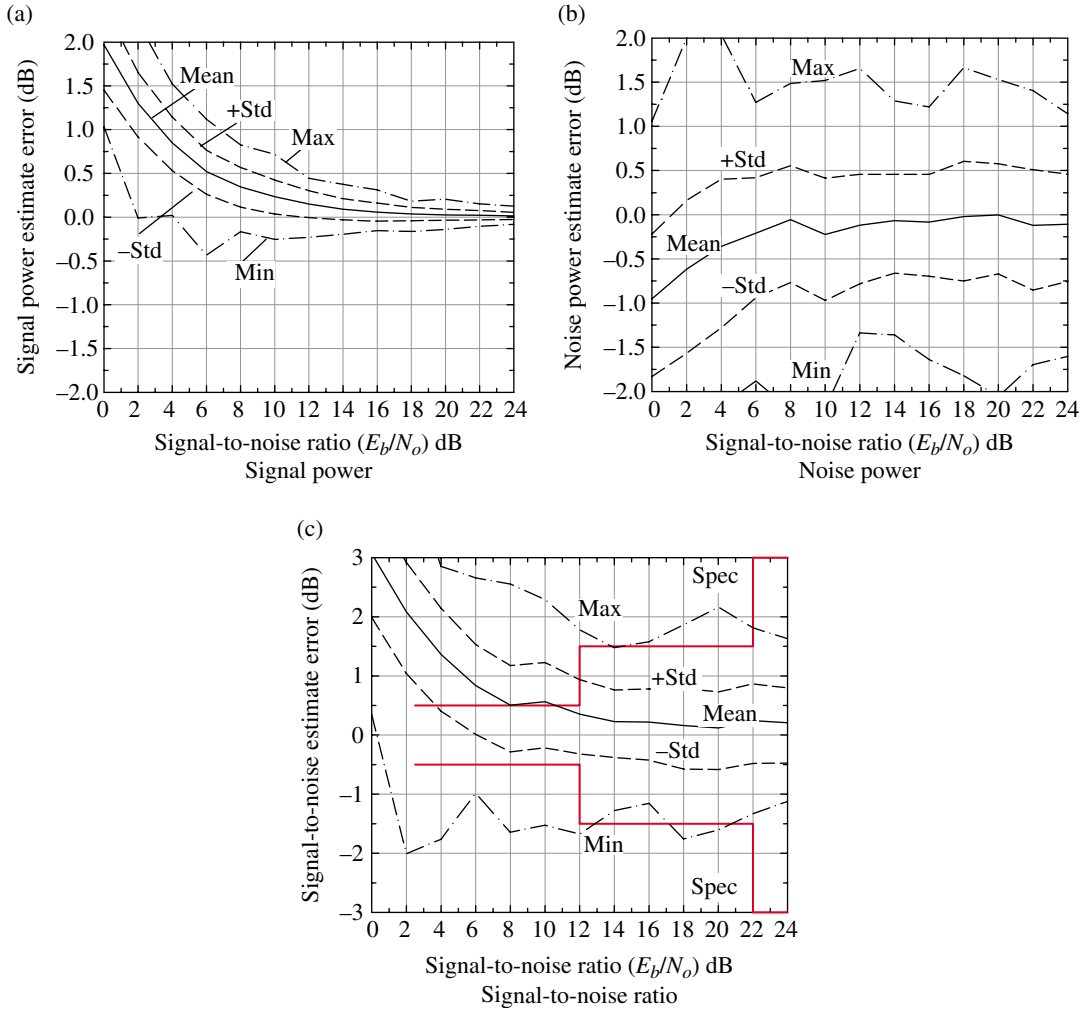 (a)
Signal power estimate error (dB)
2.0
1.5
1.0
0.5
0.0
–0.5
–1.0
–1.5
–2.0
Mean
+Std
Max
–Std
Min
0 2 4 6 8 10 12 14 16 18 20 22 24
Signal-to-noise ratio (E_b/N_o) dB
Signal power
(b)
Noise power estimate error (dB)
2.0
1.5
1.0
0.5
0.0
–0.5
–1.0
–1.5
–2.0
Max
+Std
Mean
–Std
Min
0 2 4 6 8 10 12 14 16 18 20 22 24
Signal-to-noise ratio (E_b/N_o) dB
Noise power
(c)
Signal-to-noise estimate error (dB)
3
2
1
0
–1
–2
–3
Spec
Max
+Std
Mean
–Std
Min
Spec
0 2 4 6 8 10 12 14 16 18 20 22 24
Signal-to-noise ratio (E_b/N_o) dB
Signal-to-noise ratio